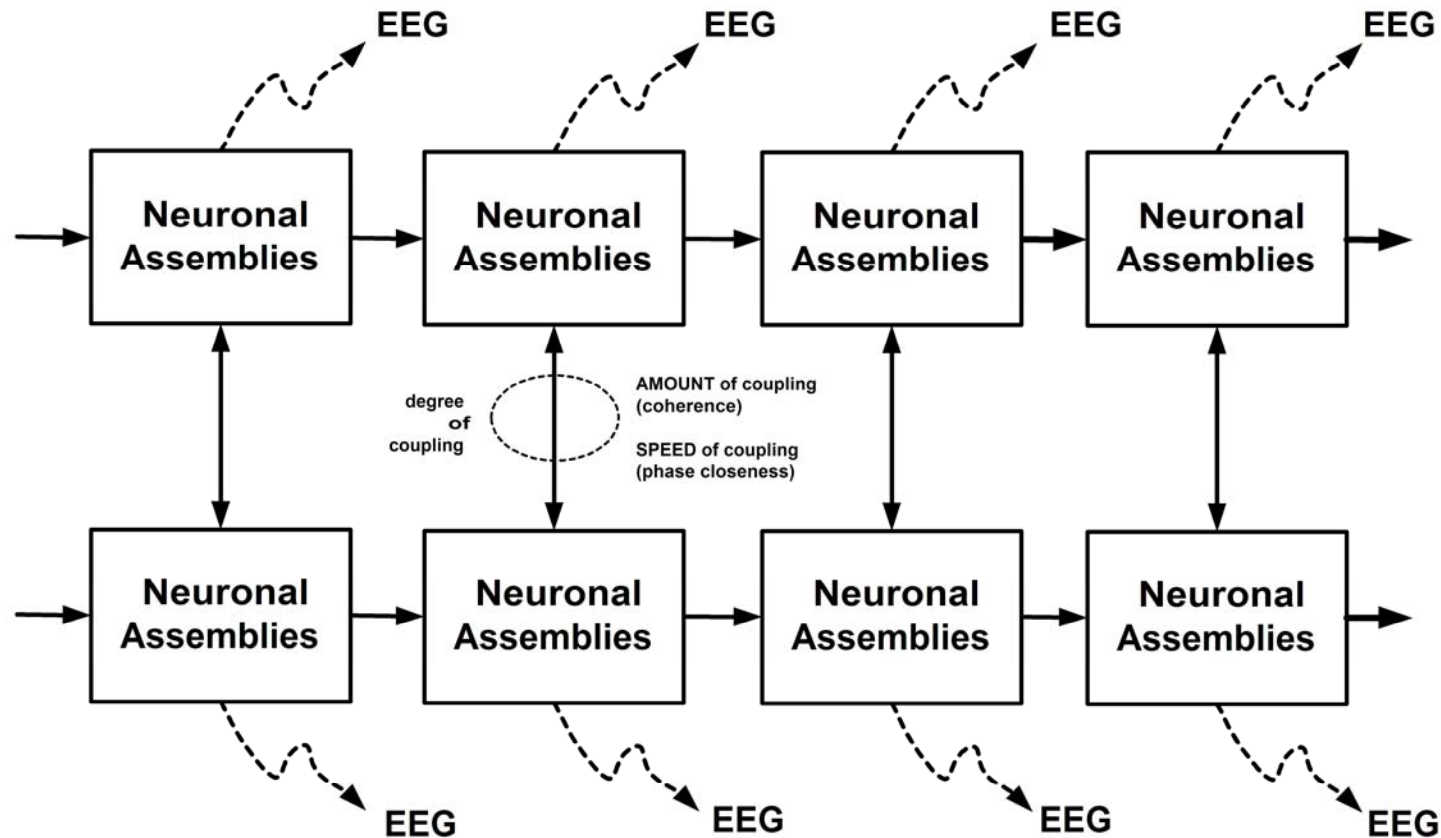 EEG
EEG
EEG
EEG
Neuronal
Assemblies
Neuronal
Assemblies
Neuronal
Assemblies
Neuronal
Assemblies
degree
of
coupling
AMOUNT of coupling
(coherence)
SPEED of coupling
(phase closeness)
Neuronal
Assemblies
Neuronal
Assemblies
Neuronal
Assemblies
Neuronal
Assemblies
EEG
EEG
EEG
EEG